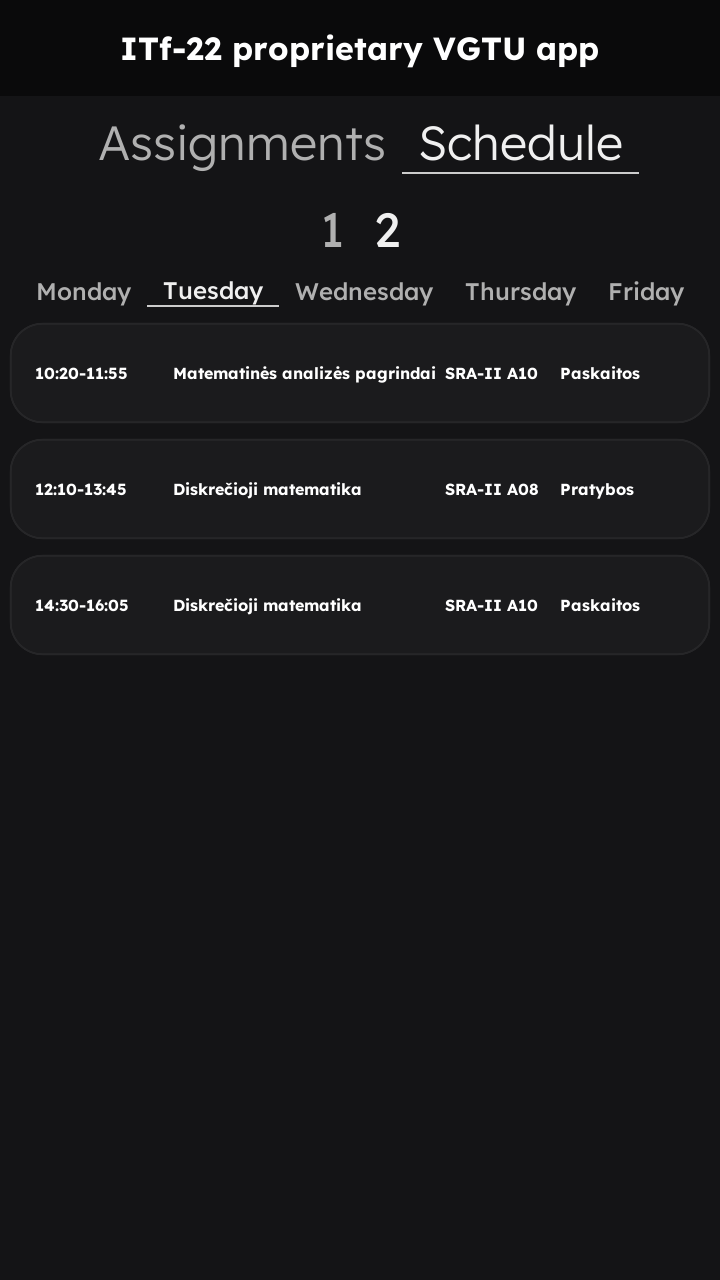 ITf-22 proprietary VGTU app
Assignments Schedule
1 2
Monday Tuesday Wednesday Thursday Friday
10:20-11:55 Matematinės analizės pagrindai SRA-II A10 Paskaitos
12:10-13:45 Diskrečioji matematika SRA-II A08 Pratybos
14:30-16:05 Diskrečioji matematika SRA-II A10 Paskaitos